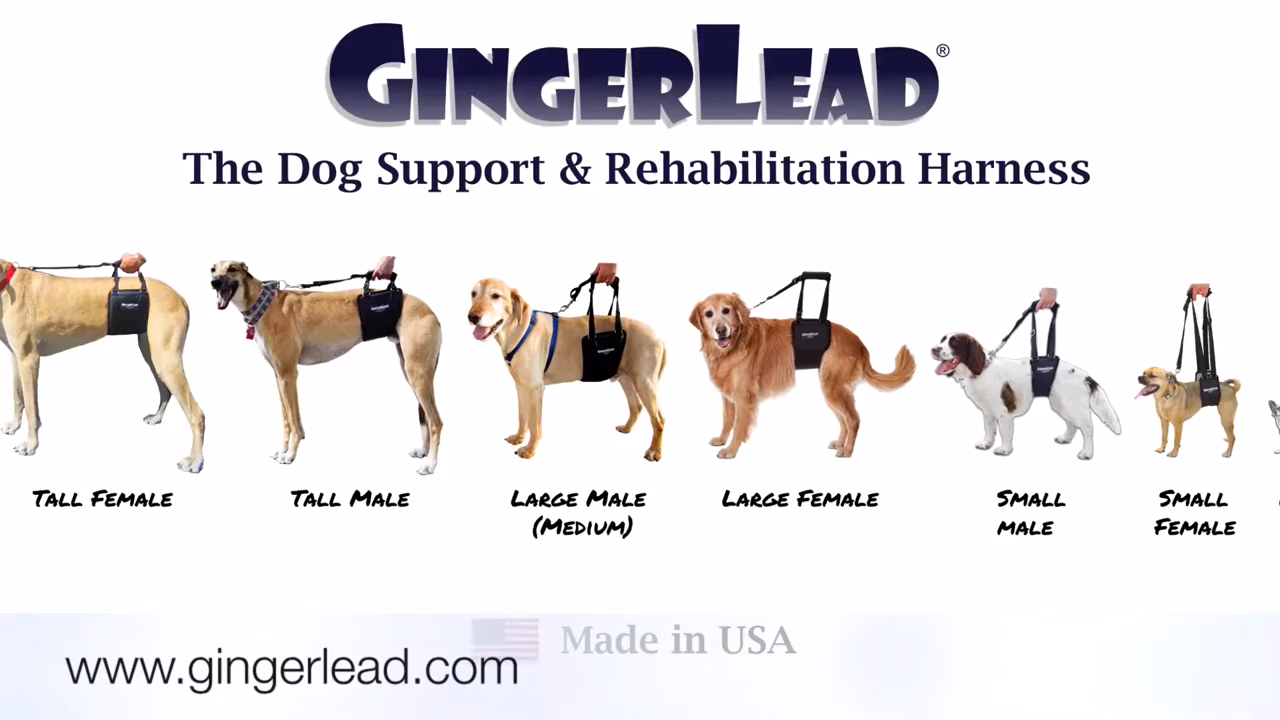 GINGERLEAD®
The Dog Support & Rehabilitation Harness
TALL FEMALE
TALL MALE
LARGE MALE
(MEDIUM)
LARGE FEMALE
SMALL
MALE
SMALL
FEMALE
Made in USA
www.gingerlead.com